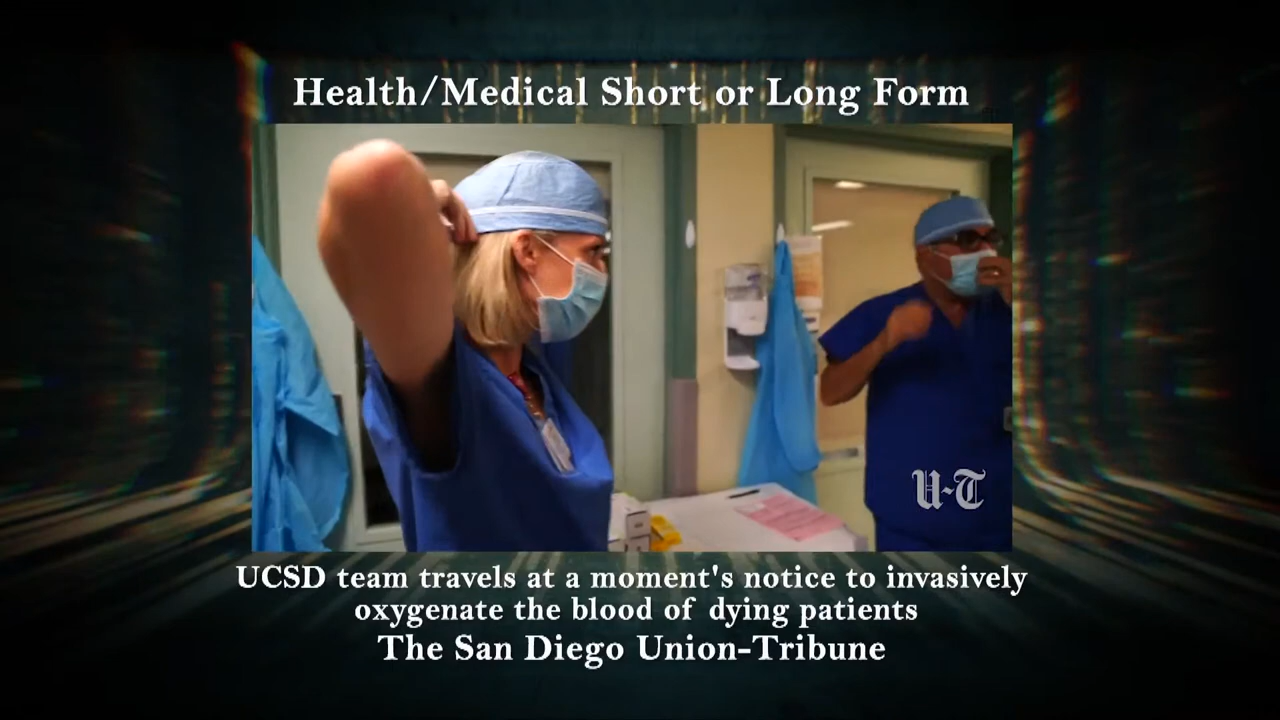 Health/Medical Short or Long Form
U-T
UCSD team travels at a moment's notice to invasively
oxygenate the blood of dying patients
The San Diego Union-Tribune